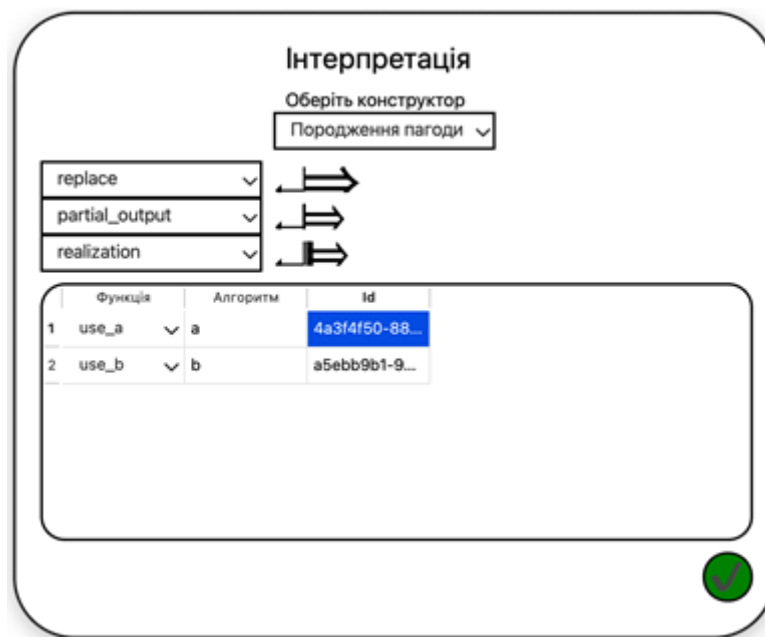 Інтерпретація
Оберіть конструктор
Породження пагоди
replace
partial_output
realization
Функція Алгоритм Id
1 use_a a 4a3f4f50-88...
2 use_b b a5ebb9b1-9...